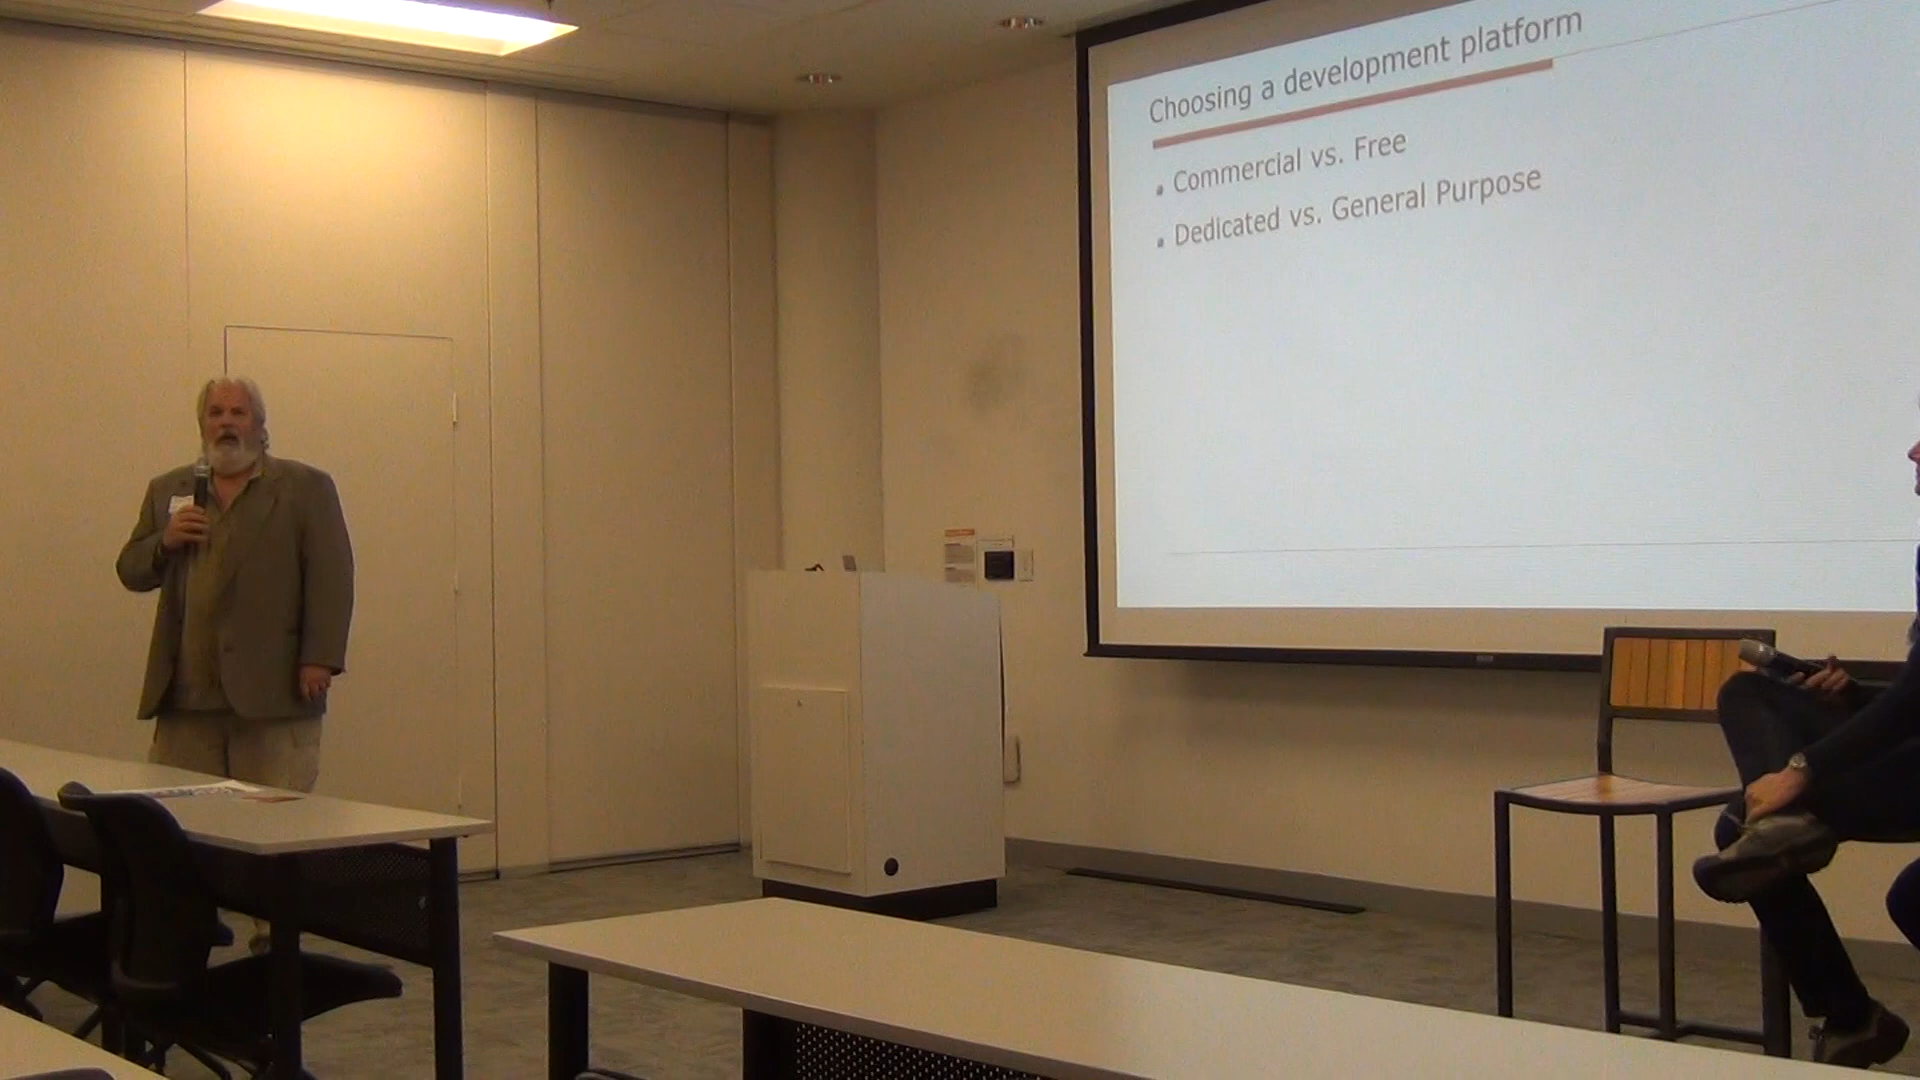 Choosing a development platform
Commercial vs. Free
Dedicated vs. General Purpose